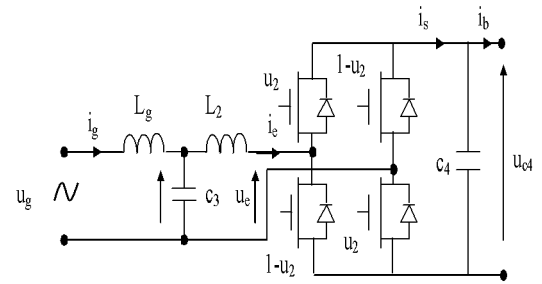 i_s i_b
1-u_2
u_2
L_g L_2
i_g i_e
c_4 u_c4
u_g c_3 u_e
u_2
1-u_2